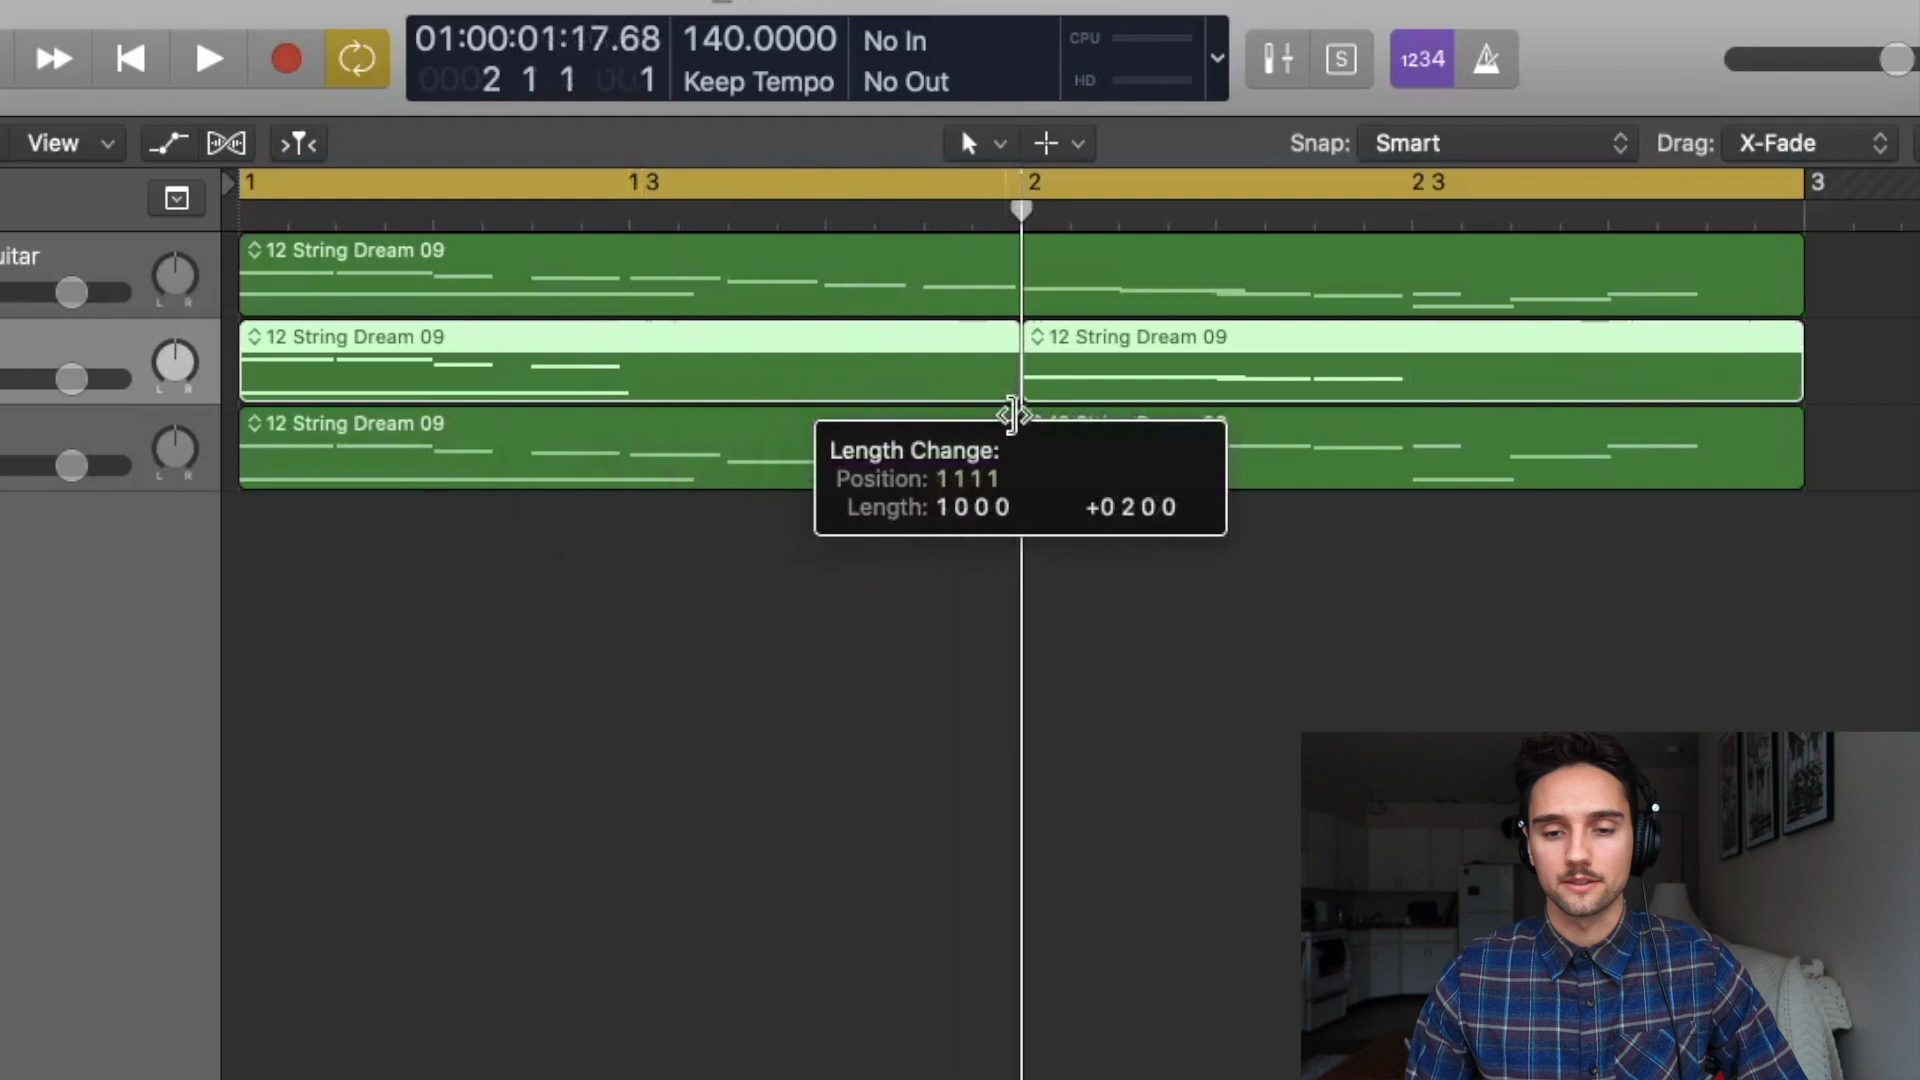 01:00:01:17.68
0002 1 1 001
140.0000
Keep Tempo
No In
No Out
CPU
HD
S
1234
View
Snap: Smart
Drag: X-Fade
1
1 3
2
2 3
3
uitar
L R
12 String Dream 09
L R
12 String Dream 09
12 String Dream 09
L R
12 String Dream 09
Length Change:
Position: 1 1 1 1
Length: 1 0 0 0 +0 2 0 0